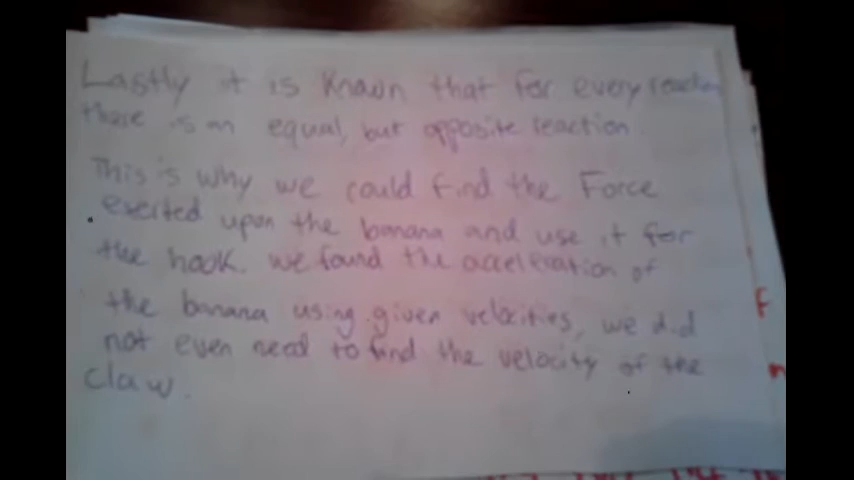 Lastly it is known that for every reaction
there is an equal, but opposite reaction.
This is why we could find the Force
exerted upon the banana and use it for
the hook. we found the acceleration of
the banana using given velocities, we did
not even need to find the velocity of the
claw.
F